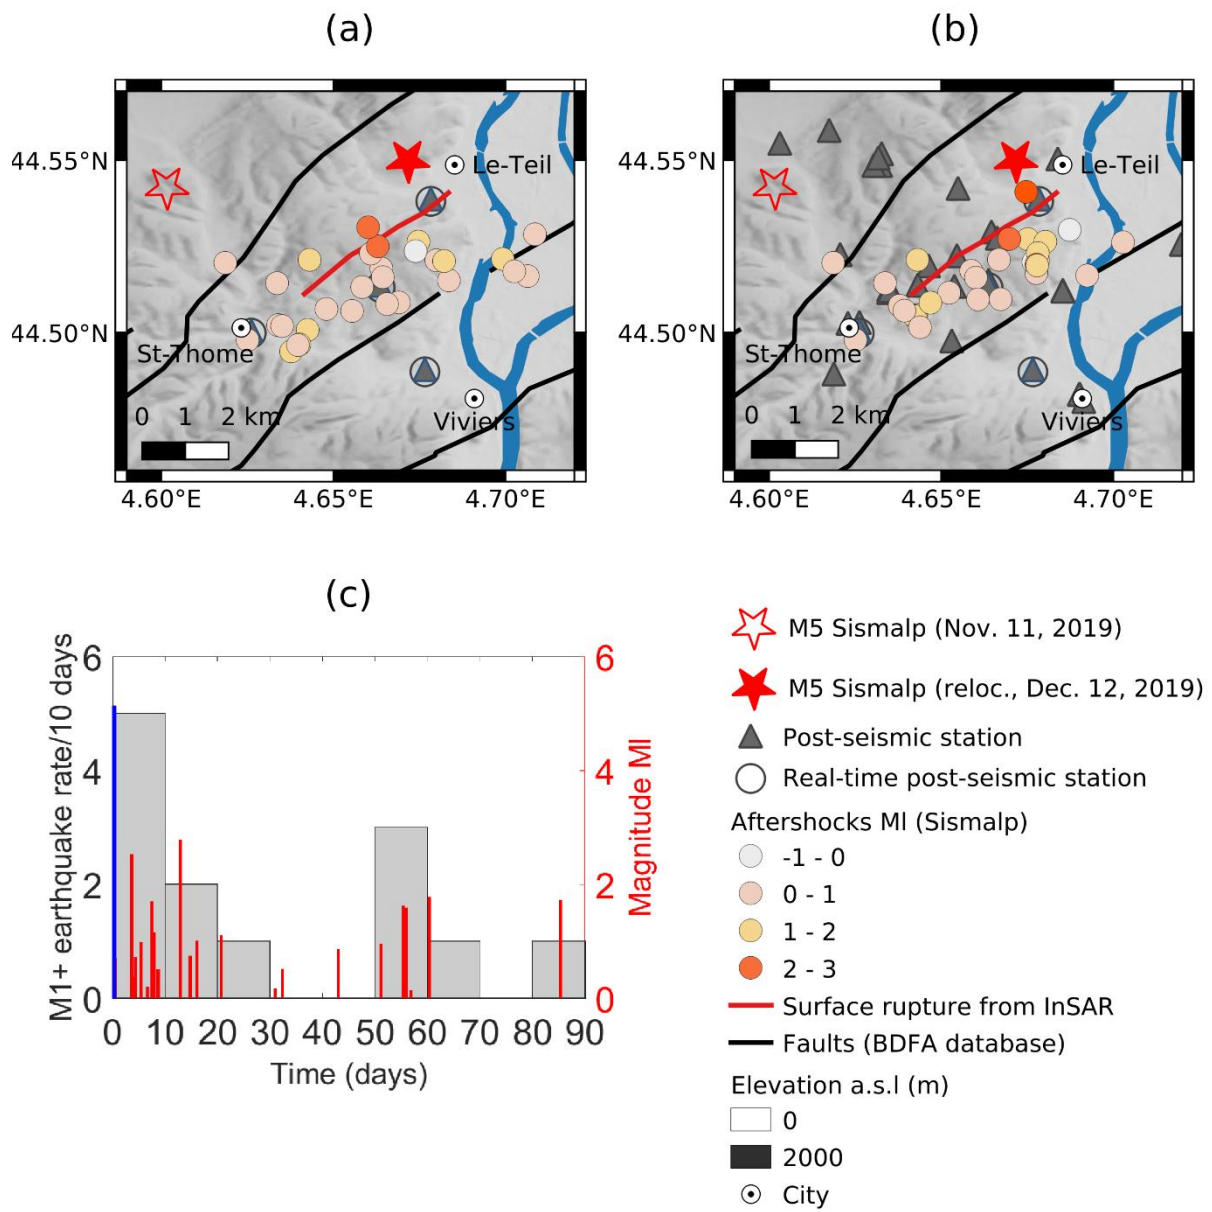 (a)
(b)
44.55°N
44.50°N
Le-Teil
St-Thome
Viviers
0 1 2 km
4.60°E 4.65°E 4.70°E
44.55°N
44.50°N
Le-Teil
St-Thome
Viviers
0 1 2 km
4.60°E 4.65°E 4.70°E
(c)
M1+ earthquake rate/10 days
6
4
2
0
6
4
2
0
Magnitude Ml
0 10 20 30 40 50 60 70 80 90
Time (days)
M5 Sismalp (Nov. 11, 2019)
M5 Sismalp (reloc., Dec. 12, 2019)
Post-seismic station
Real-time post-seismic station
Aftershocks Ml (Sismalp)
-1 - 0
0 - 1
1 - 2
2 - 3
Surface rupture from InSAR
Faults (BDFA database)
Elevation a.s.l (m)
0
2000
City